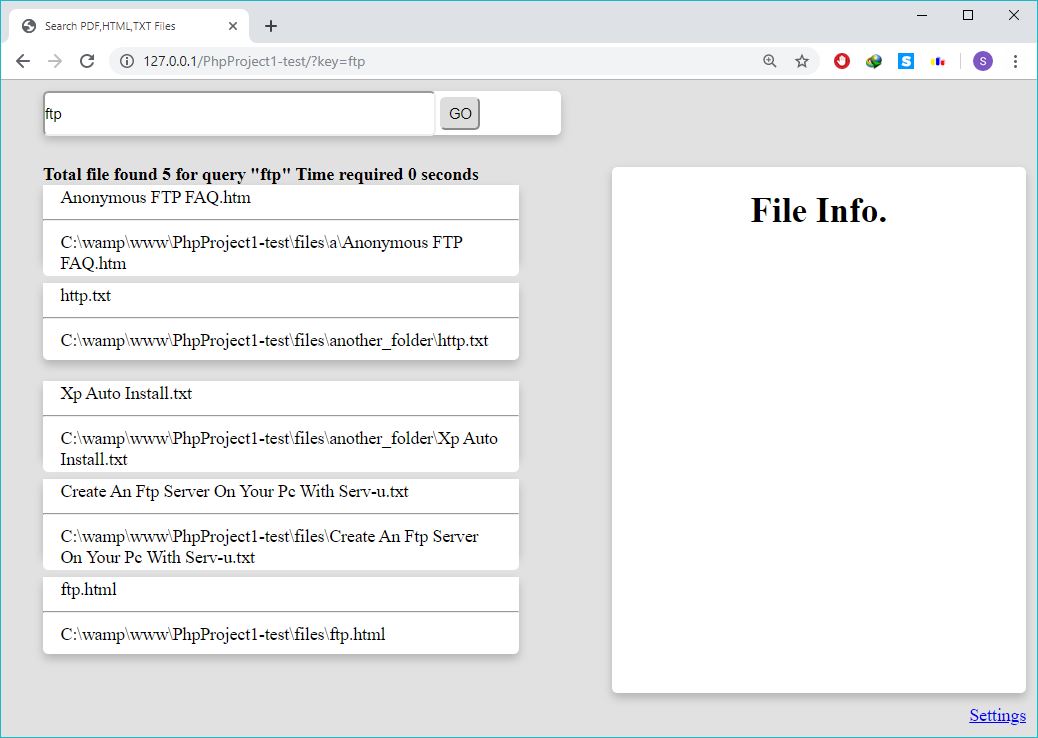 Search PDF,HTML,TXT Files
127.0.0.1/PhpProject1-test/?key=ftp
S
S
ftp
GO
Total file found 5 for query "ftp" Time required 0 seconds
Anonymous FTP FAQ.htm
C:\wamp\www\PhpProject1-test\files\a\Anonymous FTP
FAQ.htm
http.txt
C:\wamp\www\PhpProject1-test\files\another_folder\http.txt
Xp Auto Install.txt
C:\wamp\www\PhpProject1-test\files\another_folder\Xp Auto
Install.txt
Create An Ftp Server On Your Pc With Serv-u.txt
C:\wamp\www\PhpProject1-test\files\Create An Ftp Server
On Your Pc With Serv-u.txt
ftp.html
C:\wamp\www\PhpProject1-test\files\ftp.html
File Info.
Settings